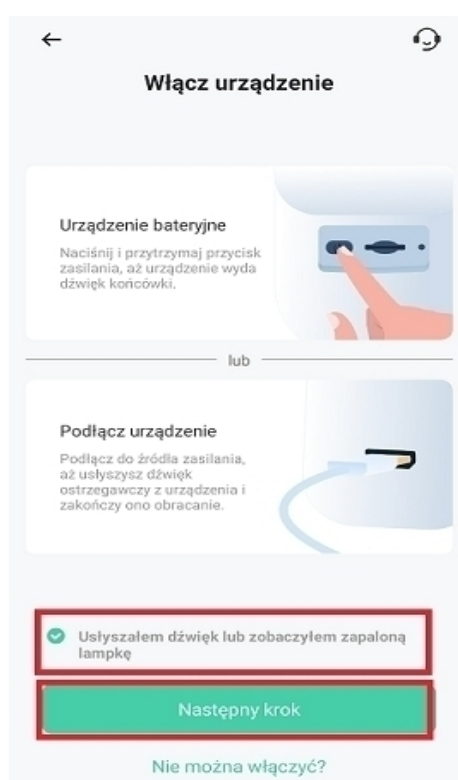 Włącz urządzenie
Urządzenie bateryjne
Naciśnij i przytrzymaj przycisk
zasilania, aż urządzenie wyda
dźwięk końcówki.
lub
Podłącz urządzenie
Podłącz do źródła zasilania,
aż usłyszysz dźwięk
ostrzegawczy z urządzenia i
zakończy ono obracanie.
Usłyszałem dźwięk lub zobaczyłem zapaloną
lampkę
Następny krok
Nie można włączyć?